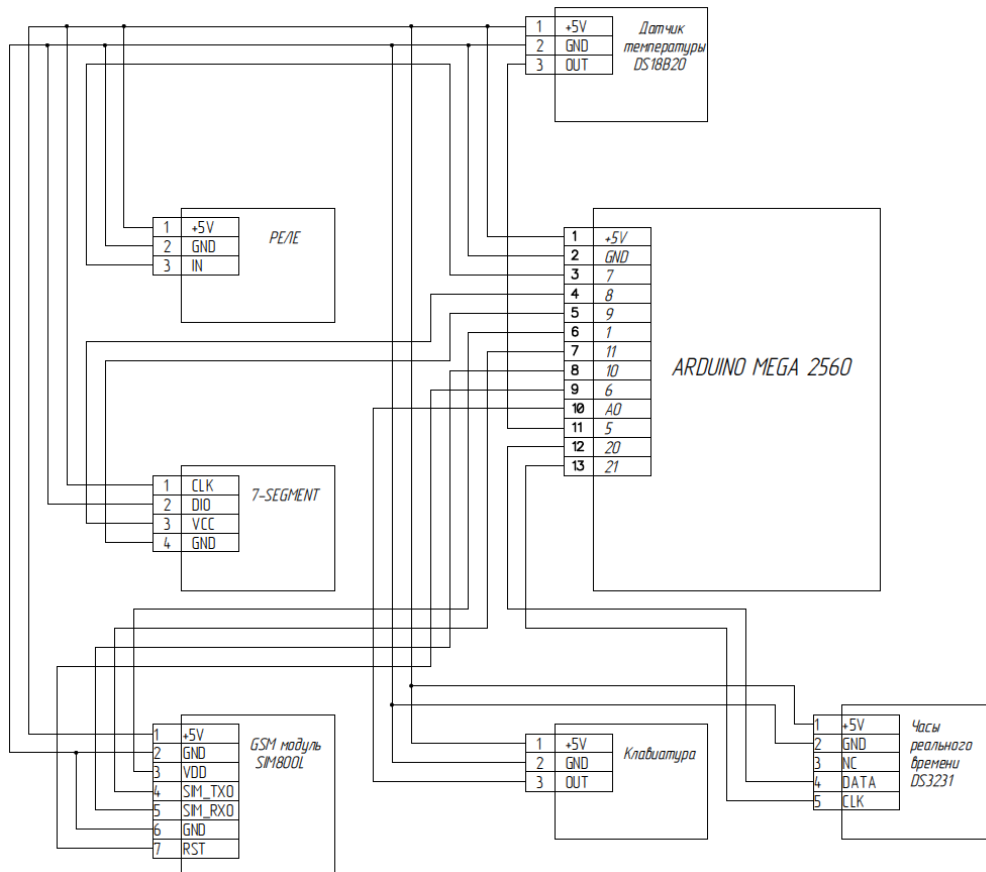 1 +5V
2 GND
3 OUT
Датчик
температуры
DS18B20
1 +5V
2 GND
3 IN
РЕЛЕ
1 +5V
2 GND
3 7
4 8
5 9
6 1
7 11
8 10
9 6
10 A0
11 5
12 20
13 21
ARDUINO MEGA 2560
1 CLK
2 DIO
3 VCC
4 GND
7-SEGMENT
1 +5V
2 GND
3 VDD
4 SIM_TXD
5 SIM_RXD
6 GND
7 RST
GSM модуль
SIM800L
1 +5V
2 GND
3 OUT
Клавиатура
1 +5V
2 GND
3 NC
4 DATA
5 CLK
Часы
реального
времени
DS3231